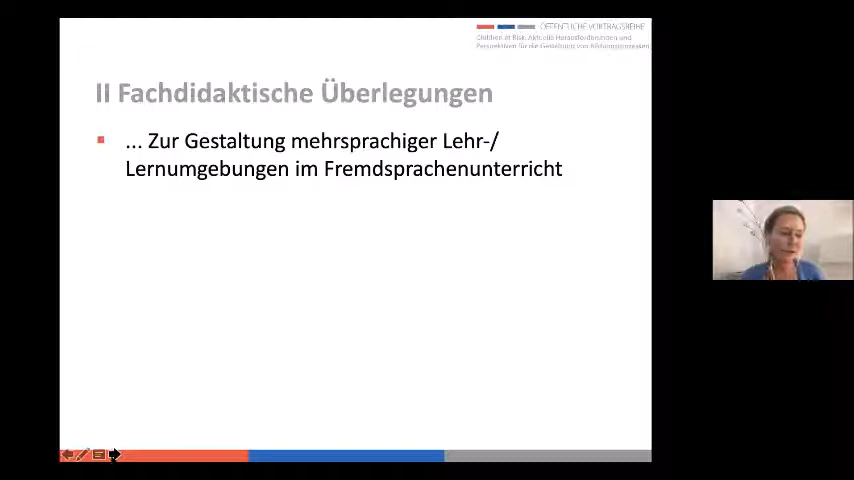 ÖFFENTLICHE VORTRAGSREIHE
Children at Risk. Aktuelle Herausforderungen und
Perspektiven für die Gestaltung von Bildungsprozessen
II Fachdidaktische Überlegungen
... Zur Gestaltung mehrsprachiger Lehr-/
Lernumgebungen im Fremdsprachenunterricht